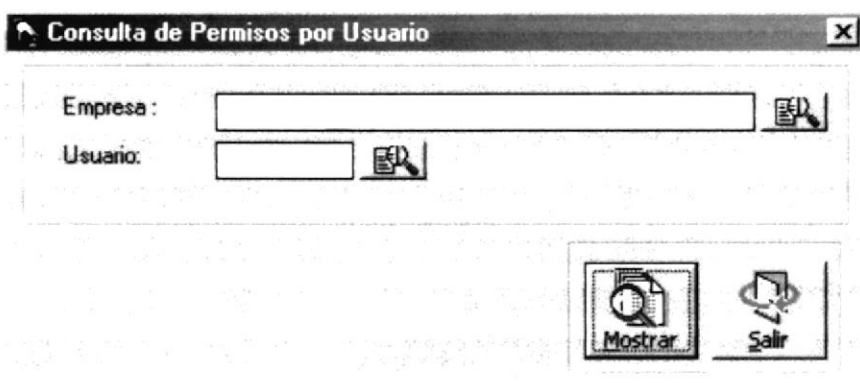 Consulta de Permisos por Usuario
Empresa :
Usuario:
Mostrar
Salir